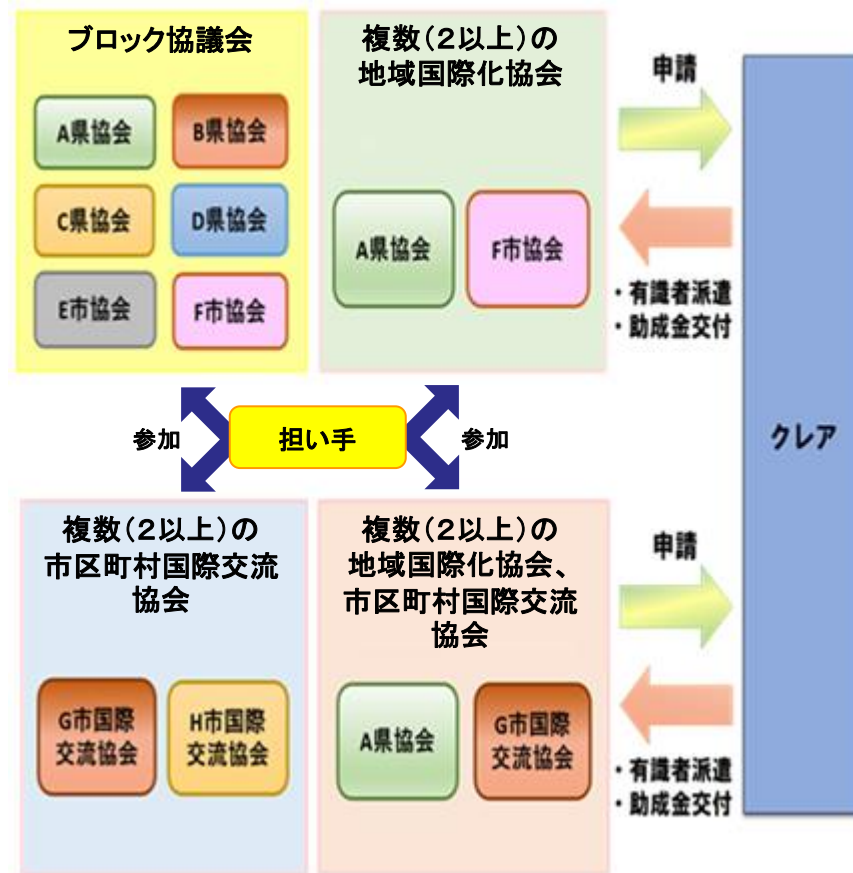 ブロック協議会
A県協会
B県協会
C県協会
D県協会
E市協会
F市協会
複数(2以上)の
地域国際化協会
A県協会
F市協会
申請
・有識者派遣
・助成金交付
クレア
参加
担い手
参加
複数(2以上)の
市区町村国際交流
協会
G市国際
交流協会
H市国際
交流協会
複数(2以上)の
地域国際化協会、
市区町村国際交流
協会
A県協会
G市国際
交流協会
申請
・有識者派遣
・助成金交付